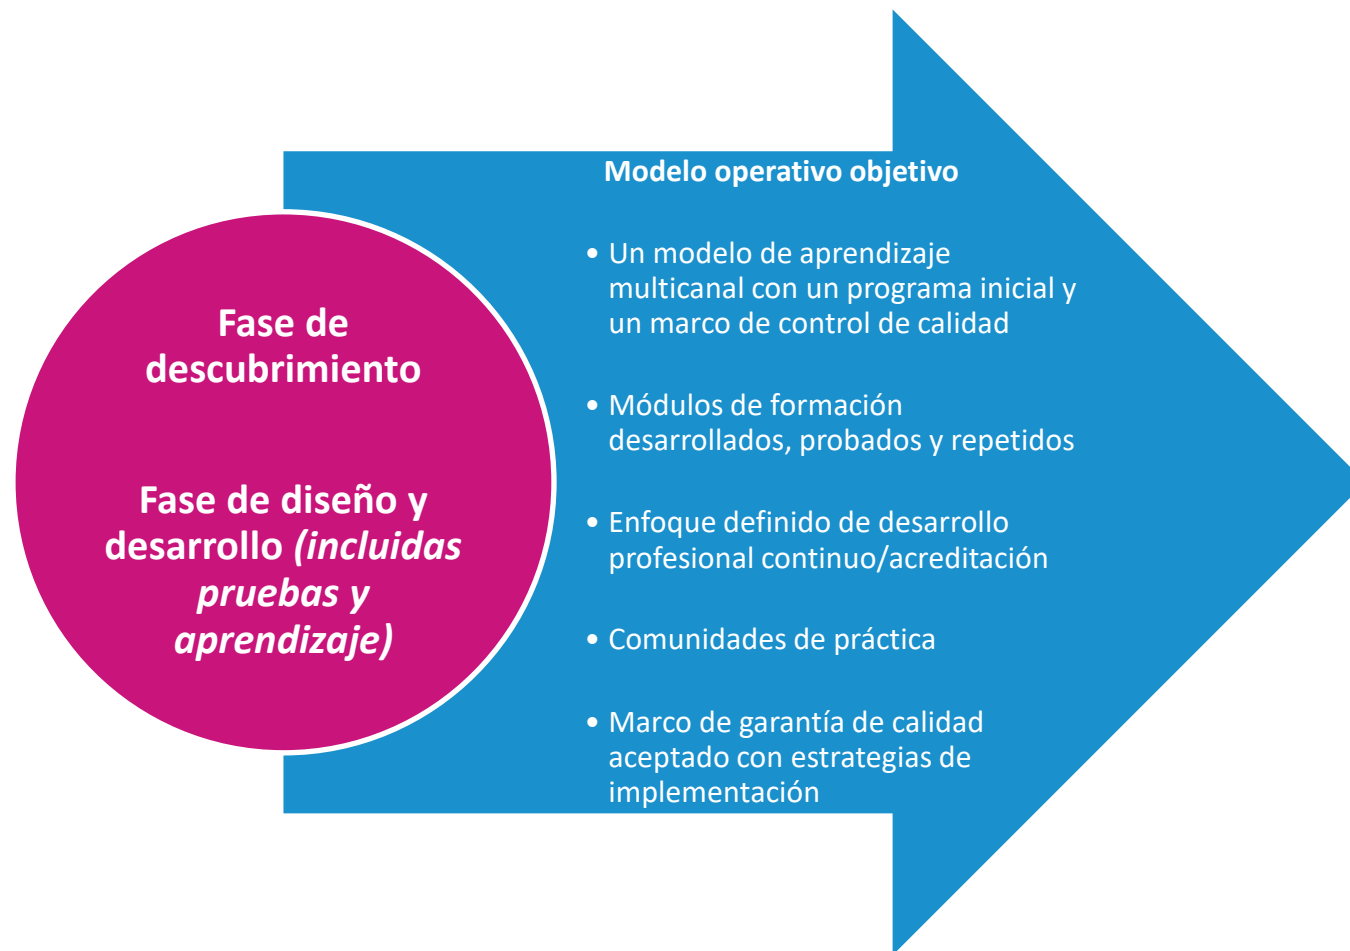 Fase de
descubrimiento
Fase de diseño y
desarrollo (incluidas
pruebas y
aprendizaje)
Modelo operativo objetivo
• Un modelo de aprendizaje
multicanal con un programa inicial y
un marco de control de calidad
• Módulos de formación
desarrollados, probados y repetidos
• Enfoque definido de desarrollo
profesional continuo/acreditación
• Comunidades de práctica
• Marco de garantía de calidad
aceptado con estrategias de
implementación